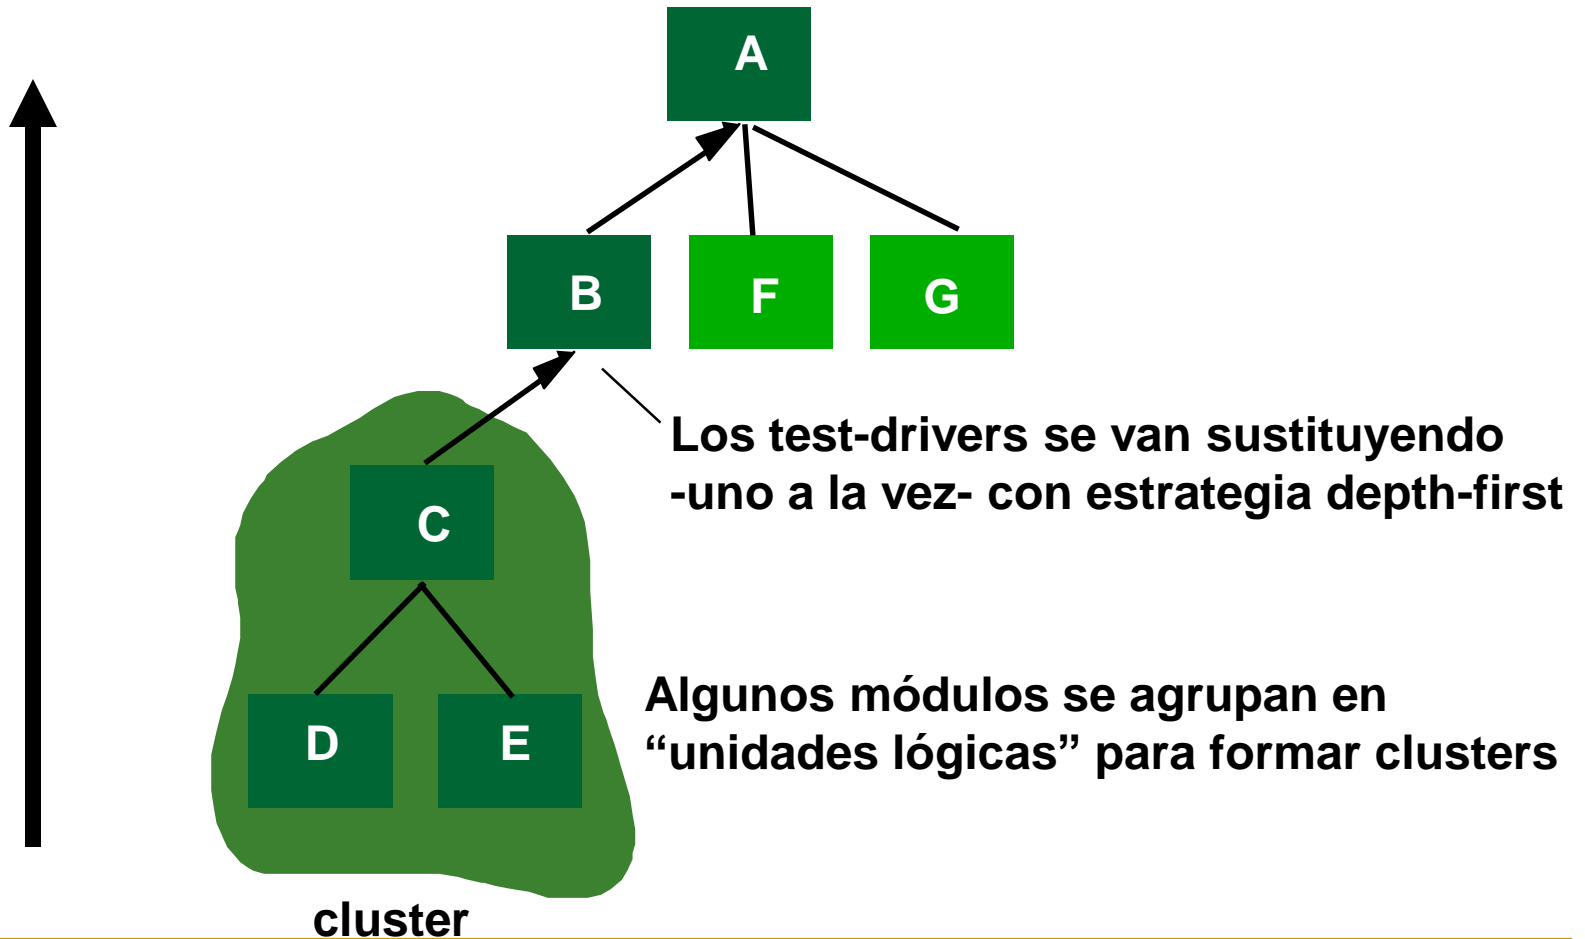 A
B
F
G
Los test-drivers se van sustituyendo
-uno a la vez- con estrategia depth-first
C
Algunos módulos se agrupan en
“unidades lógicas” para formar clusters
D
E
cluster